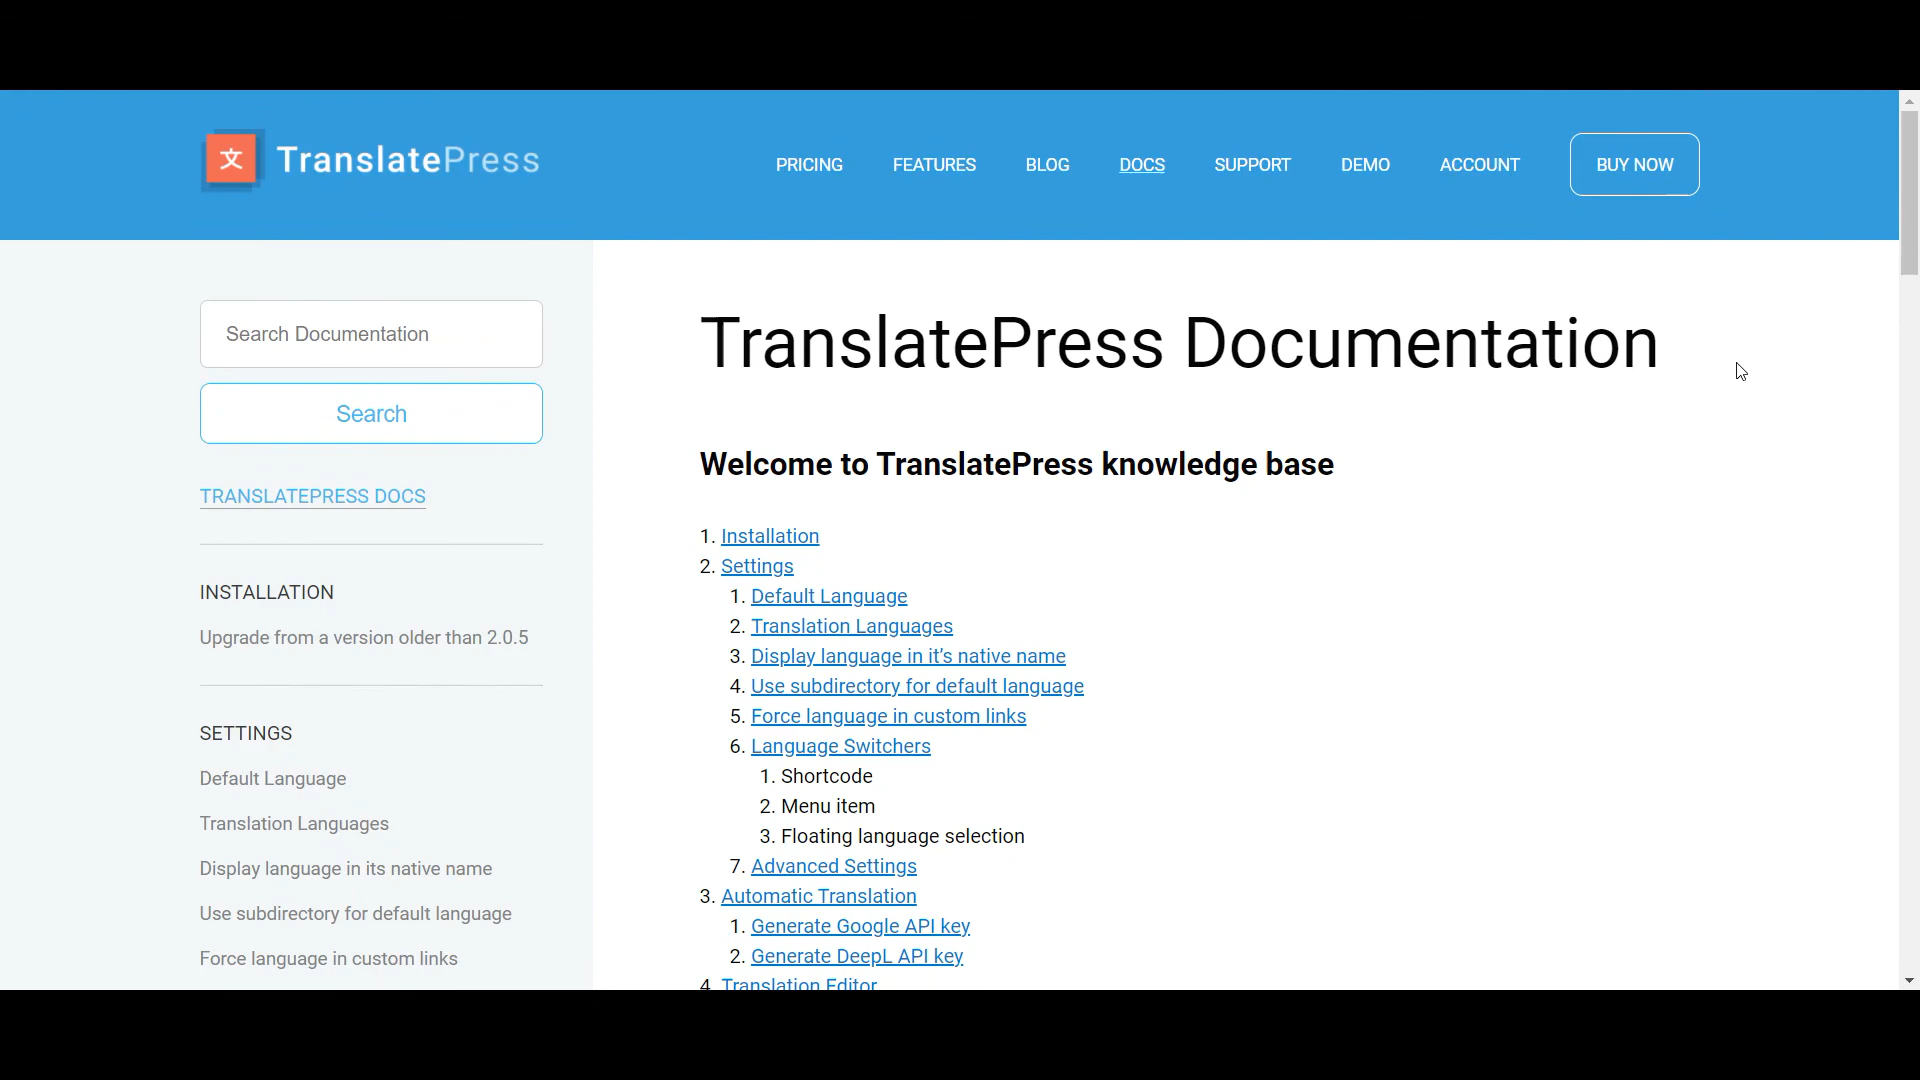 文 TranslatePress
PRICING FEATURES BLOG DOCS SUPPORT DEMO ACCOUNT BUY NOW
Search Documentation
Search
TRANSLATEPRESS DOCS
INSTALLATION
Upgrade from a version older than 2.0.5
SETTINGS
Default Language
Translation Languages
Display language in its native name
Use subdirectory for default language
Force language in custom links
TranslatePress Documentation
Welcome to TranslatePress knowledge base
1. Installation
2. Settings
1. Default Language
2. Translation Languages
3. Display language in it’s native name
4. Use subdirectory for default language
5. Force language in custom links
6. Language Switchers
1. Shortcode
2. Menu item
3. Floating language selection
7. Advanced Settings
3. Automatic Translation
1. Generate Google API key
2. Generate DeepL API key
4. Translation Editor